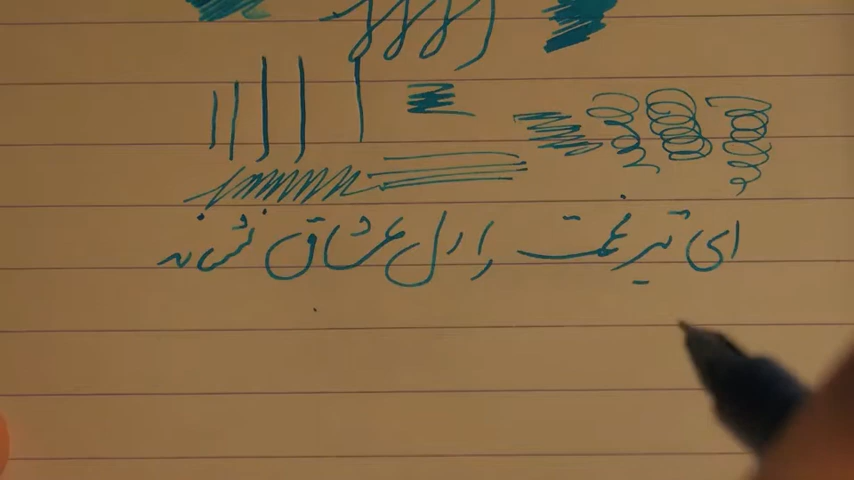 ای تیر غمت را دل عشاق نشانه